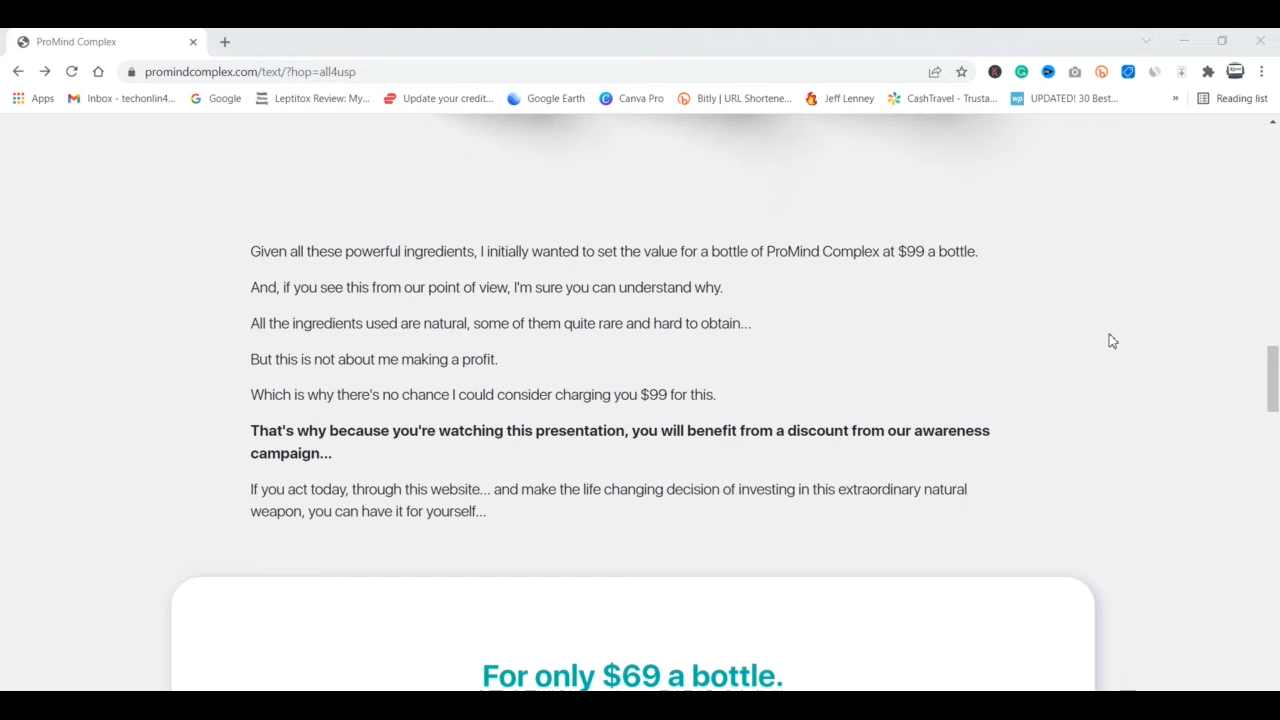 ProMind Complex
promindcomplex.com/text/?hop=all4usp
Apps
Inbox - techonlin4...
Google
Leptitox Review: My...
Update your credit...
Google Earth
Canva Pro
Bitly | URL Shortene...
Jeff Lenney
CashTravel - Trusta...
UPDATED! 30 Best...
»
Reading list
Given all these powerful ingredients, I initially wanted to set the value for a bottle of ProMind Complex at $99 a bottle.
And, if you see this from our point of view, I'm sure you can understand why.
All the ingredients used are natural, some of them quite rare and hard to obtain...
But this is not about me making a profit.
Which is why there's no chance I could consider charging you $99 for this.
That's why because you're watching this presentation, you will benefit from a discount from our awareness
campaign...
If you act today, through this website... and make the life changing decision of investing in this extraordinary natural
weapon, you can have it for yourself...
For only $69 a bottle.